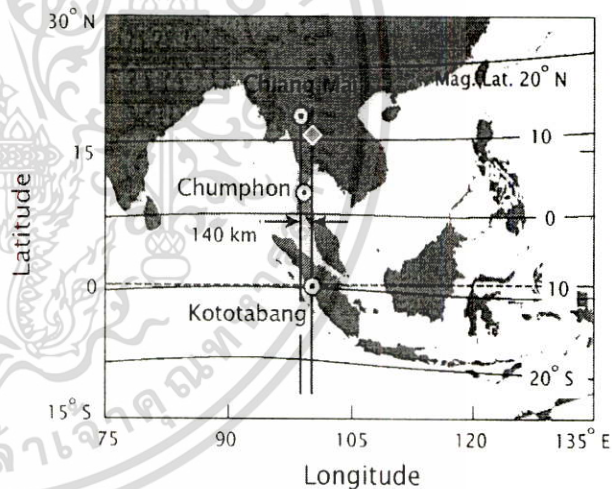 30° N
Chiang Mai
Mag. Lat. 20° N
10
15
Chumphon
0
140 km
Latitude
0
10
Kototabang
20° S
15° S
75
90
105
120
135° E
Longitude